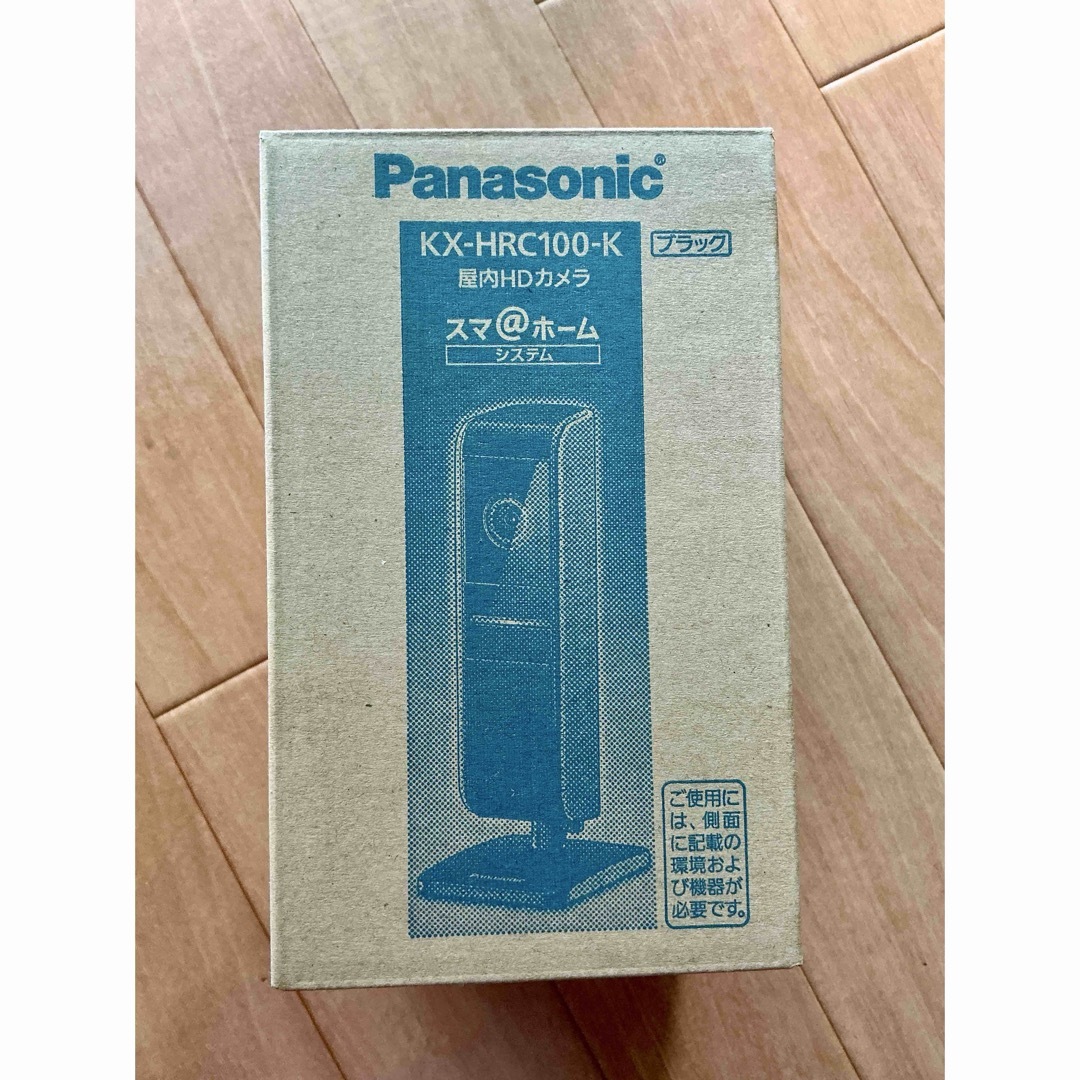 Panasonic®
KX-HRC100-K
ブラック
屋内HDカメラ
スマ@ホーム
システム
Panasonic
ご使用に
は、側面
に記載の
環境およ
び機器が
必要です。